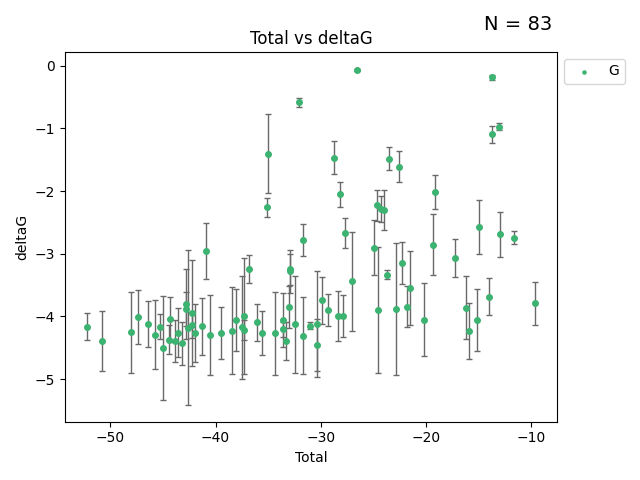 N = 83
Total vs deltaG
G
0
−1
−2
−3
−4
−5
deltaG
−50 −40 −30 −20 −10
Total